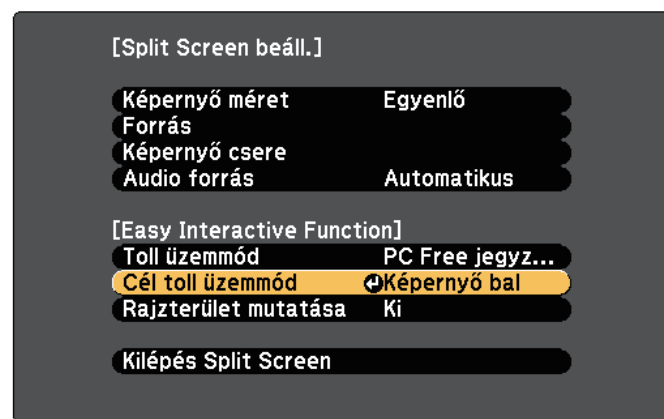 [Split Screen beáll.]
Képernyő méret Egyenlő
Forrás
Képernyő csere
Audio forrás Automatikus
[Easy Interactive Function]
Toll üzemmód PC Free jegyz...
Cél toll üzemmód Képernyő bal
Rajzterület mutatása Ki
Kilépés Split Screen